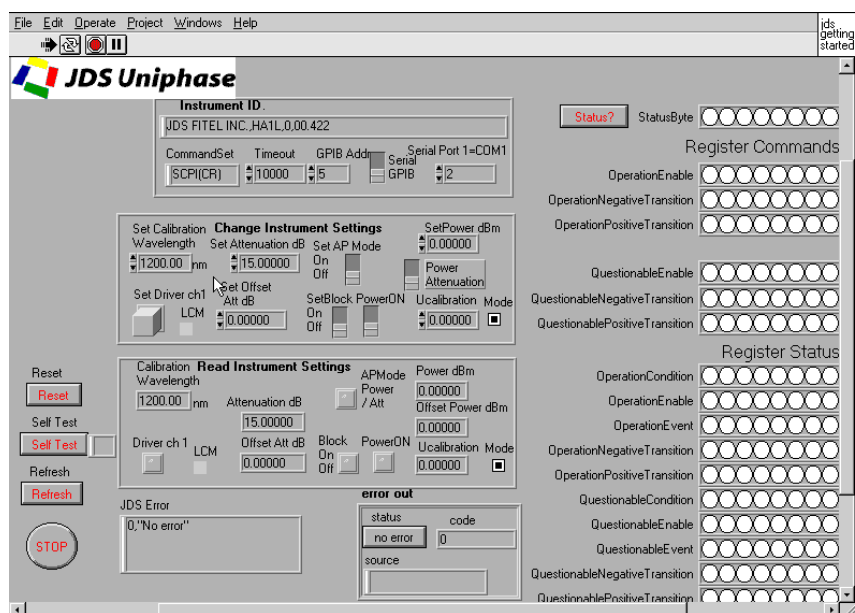 File Edit Operate Project Windows Help
jds
getting
started
JDS Uniphase
Instrument ID.
JDS FITEL INC.,HA1L,0,00.422
CommandSet Timeout GPIB Addr Serial GPIB Serial Port 1=COM1
SCPI(CR) 10000 5 2
Change Instrument Settings
Set Calibration Wavelength
1200.00 nm
Set Attenuation dB
15.00000
Set AP Mode
On
Off
SetPower dBm
0.00000
Power
Attenuation
Set Driver ch1
LCM
Set Offset
Att dB
0.00000
SetBlock
On
Off
PowerON
Ucalibration
0.00000
Mode
Read Instrument Settings
Calibration
Wavelength
1200.00 nm
Attenuation dB
15.00000
APMode
Power
/ Att
Power dBm
0.00000
Offset Power dBm
0.00000
Driver ch 1
LCM
Offset Att dB
0.00000
Block
On
Off
PowerON
Ucalibration
0.00000
Mode
Reset
Reset
Self Test
Self Test
Refresh
Refresh
STOP
JDS Error
0,"No error"
error out
status
no error
code
0
source
Status? StatusByte
Register Commands
OperationEnable
OperationNegativeTransition
OperationPositiveTransition
QuestionableEnable
QuestionableNegativeTransition
QuestionablePositiveTransition
Register Status
OperationCondition
OperationEnable
OperationEvent
OperationNegativeTransition
OperationPositiveTransition
QuestionableCondition
QuestionableEnable
QuestionableEvent
QuestionableNegativeTransition
QuestionablePositiveTransition